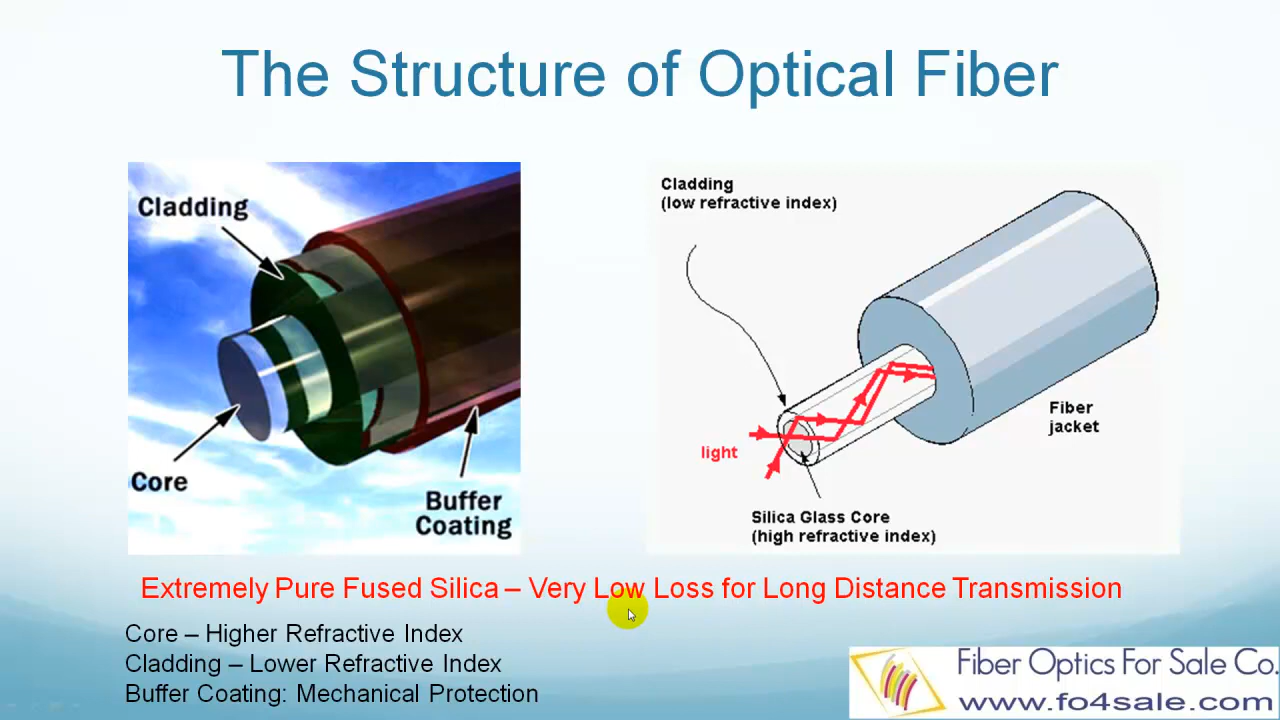 The Structure of Optical Fiber
Cladding
Core
Buffer
Coating
Cladding
(low refractive index)
light
Fiber
jacket
Silica Glass Core
(high refractive index)
Extremely Pure Fused Silica – Very Low Loss for Long Distance Transmission
Core – Higher Refractive Index
Cladding – Lower Refractive Index
Buffer Coating: Mechanical Protection
Fiber Optics For Sale Co.
www.fo4sale.com